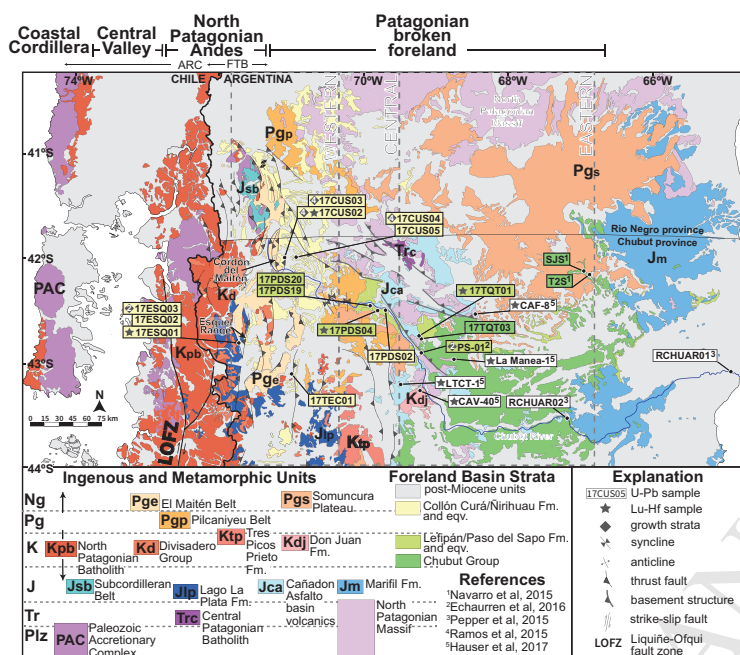 Coastal
Cordillera
Central
Valley
North
Patagonian
Andes
Patagonian
broken
foreland
ARC
FTB
CHILE
ARGENTINA
74°W
70°W
68°W
66°W
-41°S
-42°S
-43°S
-44°S
WESTERN
CENTRAL
EASTERN
North
Patagonian
Massif
Pgp
Pgs
Jsb
Rio Negro province
Chubut province
Jm
17CUS03
17CUS02
17CUS04
17CUS05
Trc
SJS¹
T2S¹
Cordon
del
Maitén
Kd
PAC
17PDS20
17PDS19
Jca
17TQT01
CAF-8⁵
17ESQ03
17ESQ02
17ESQ01
Esquel
Range
17PDS04
17TQT03
PS-01²
Kpb
17PDS02
La Manea-1⁵
RCHUAR01³
Pge
17TEC01
LTCT-1⁵
Kdj
CAV-40⁵
RCHUAR02³
N
0 15 30 45 60 75 km
LOFZ
Jlp
Ktp
Chubut River
Ingenous and Metamorphic Units
Ng
Pge El Maitén Belt
Pgs Somuncura
Plateau
Pg
Pgp Pilcaniyeu Belt
K
Kpb North
Patagonian
Batholith
Kd Divisadero
Group
Ktp Tres
Picos
Prieto
Fm.
Kdj Don Juan
Fm.
J
Jsb Subcordilleran
Belt
Jlp Lago La
Plata Fm.
Jca Cañadon
Asfalto
basin
volcanics
Jm Marifil Fm.
Tr
Trc Central
Patagonian
Batholith
North
Patagonian
Massif
Plz
PAC Paleozoic
Accretionary
Complex
Foreland Basin Strata
post-Miocene units
Collón Curá/Ñirihuau Fm.
and eqv.
Lefipán/Paso del Sapo Fm.
and eqv.
Chubut Group
References
¹Navarro et al, 2015
²Echaurren et al, 2016
³Pepper et al, 2015
⁴Ramos et al, 2015
⁵Hauser et al, 2017
Explanation
17CUS05 U-Pb sample
Lu-Hf sample
growth strata
syncline
anticline
thrust fault
basement structure
strike-slip fault
LOFZ Liquiñe-Ofqui
fault zone